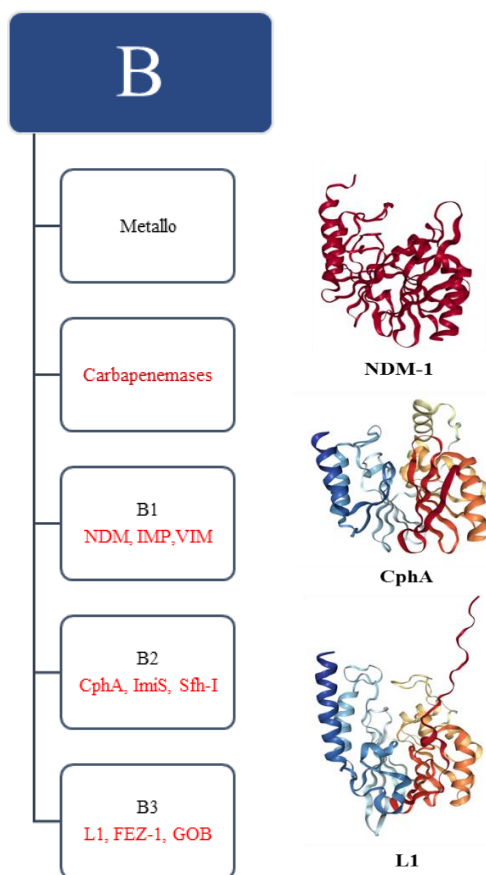 B
Metallo
Carbapenemases
B1
NDM, IMP,VIM
B2
CphA, ImiS, Sfh-I
B3
L1, FEZ-1, GOB
NDM-1
CphA
L1